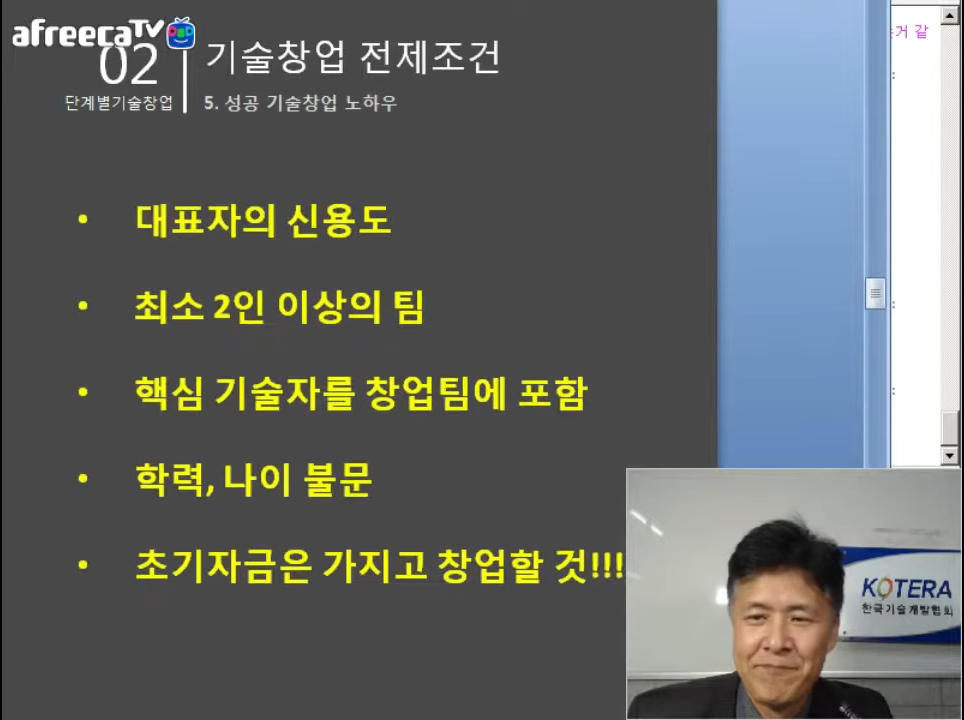 afreecaTV
02
단계별기술창업
기술창업 전제조건
5. 성공 기술창업 노하우
• 대표자의 신용도
• 최소 2인 이상의 팀
• 핵심 기술자를 창업팀에 포함
• 학력, 나이 불문
• 초기자금은 가지고 창업할 것!!!
거 같
KOTERA
한국기술개발협회